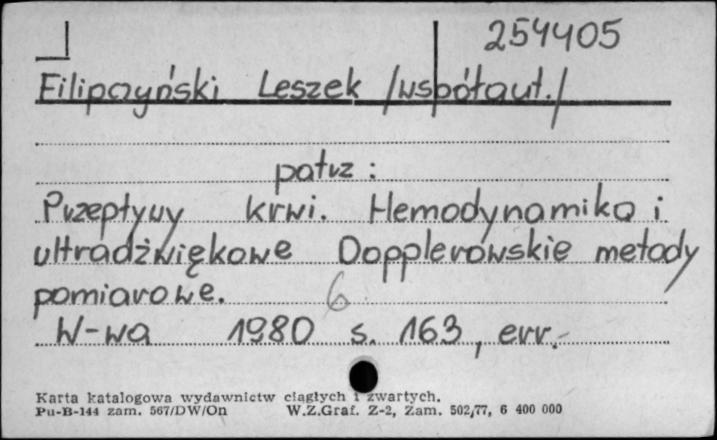 254405
Filipczyński Leszek /współaut./
patrz :
Przepływy krwi. Hemodynamika i
ultradźwiękowe Dopplerowskie metody
pomiarowe. 6
W-wa 1980 s. 163, err.-
Karta katalogowa wydawnictw ciągłych i zwartych.
Pu-B-144 zam. 567/DW/On W.Z.Graf. Z-2, Zam. 502/77, 6 400 000